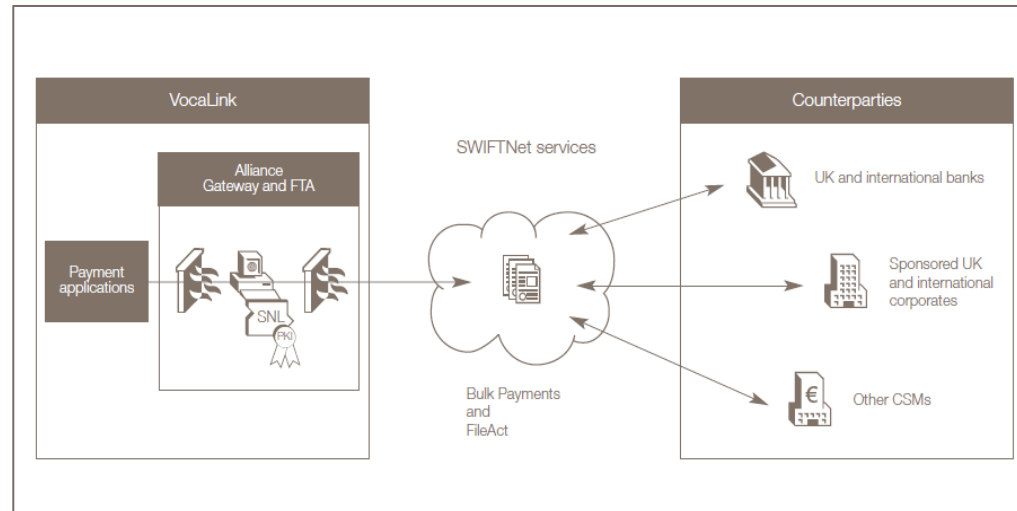 VocaLink
Counterparties
SWIFTNet services
Alliance
Gateway and FTA
Payment
applications
SNL
PKI
UK and international banks
Sponsored UK
and international
corporates
€
Other CSMs
Bulk Payments
and
FileAct